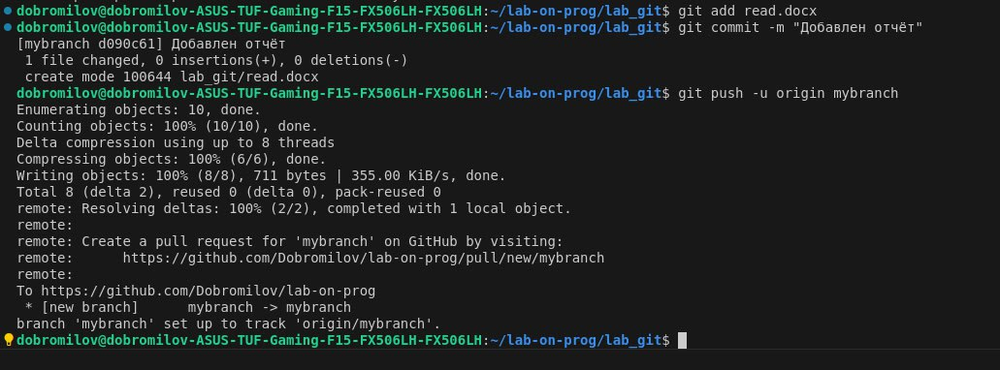 dobromilov@dobromilov-ASUS-TUF-Gaming-F15-FX506LH-FX506LH:~/lab-on-prog/lab_git$ git add read.docx
dobromilov@dobromilov-ASUS-TUF-Gaming-F15-FX506LH-FX506LH:~/lab-on-prog/lab_git$ git commit -m "Добавлен отчёт"
[mybranch d090c61] Добавлен отчёт
 1 file changed, 0 insertions(+), 0 deletions(-)
 create mode 100644 lab_git/read.docx
dobromilov@dobromilov-ASUS-TUF-Gaming-F15-FX506LH-FX506LH:~/lab-on-prog/lab_git$ git push -u origin mybranch
Enumerating objects: 10, done.
Counting objects: 100% (10/10), done.
Delta compression using up to 8 threads
Compressing objects: 100% (6/6), done.
Writing objects: 100% (8/8), 711 bytes | 355.00 KiB/s, done.
Total 8 (delta 2), reused 0 (delta 0), pack-reused 0
remote: Resolving deltas: 100% (2/2), completed with 1 local object.
remote:
remote: Create a pull request for 'mybranch' on GitHub by visiting:
remote:      https://github.com/Dobromilov/lab-on-prog/pull/new/mybranch
remote:
To https://github.com/Dobromilov/lab-on-prog
 * [new branch]      mybranch -> mybranch
branch 'mybranch' set up to track 'origin/mybranch'.
dobromilov@dobromilov-ASUS-TUF-Gaming-F15-FX506LH-FX506LH:~/lab-on-prog/lab_git$